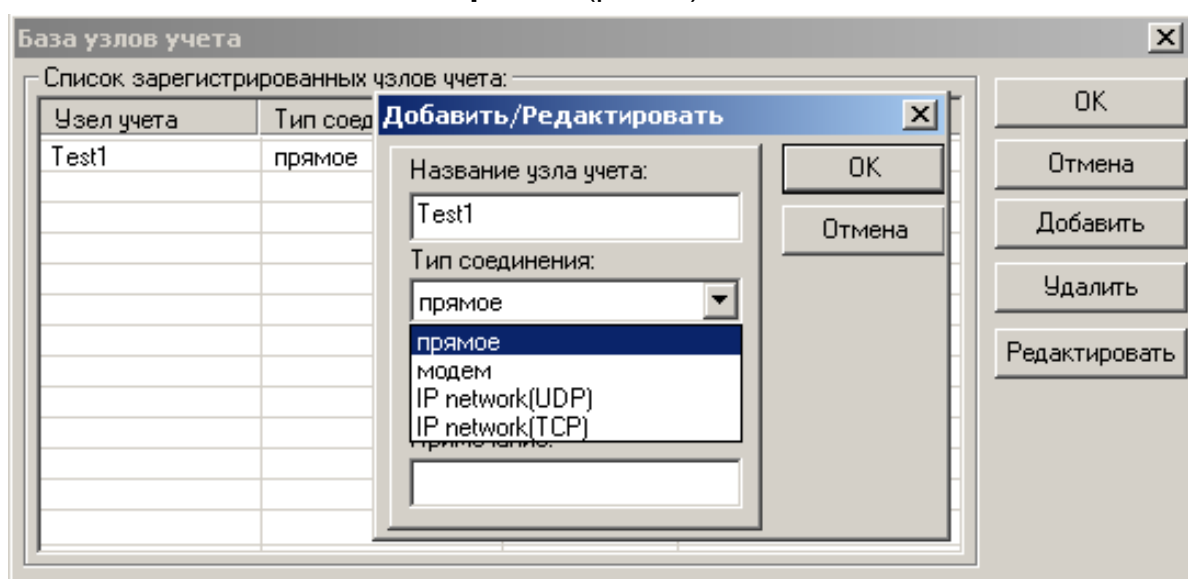 База узлов учета
Список зарегистрированных узлов учета:
Узел учета
Тип соед
Test1
прямое
OK
Отмена
Добавить
Удалить
Редактировать
Добавить/Редактировать
Название узла учета:
Test1
Тип соединения:
прямое
прямое
модем
IP network(UDP)
IP network(TCP)
Примечание:
OK
Отмена